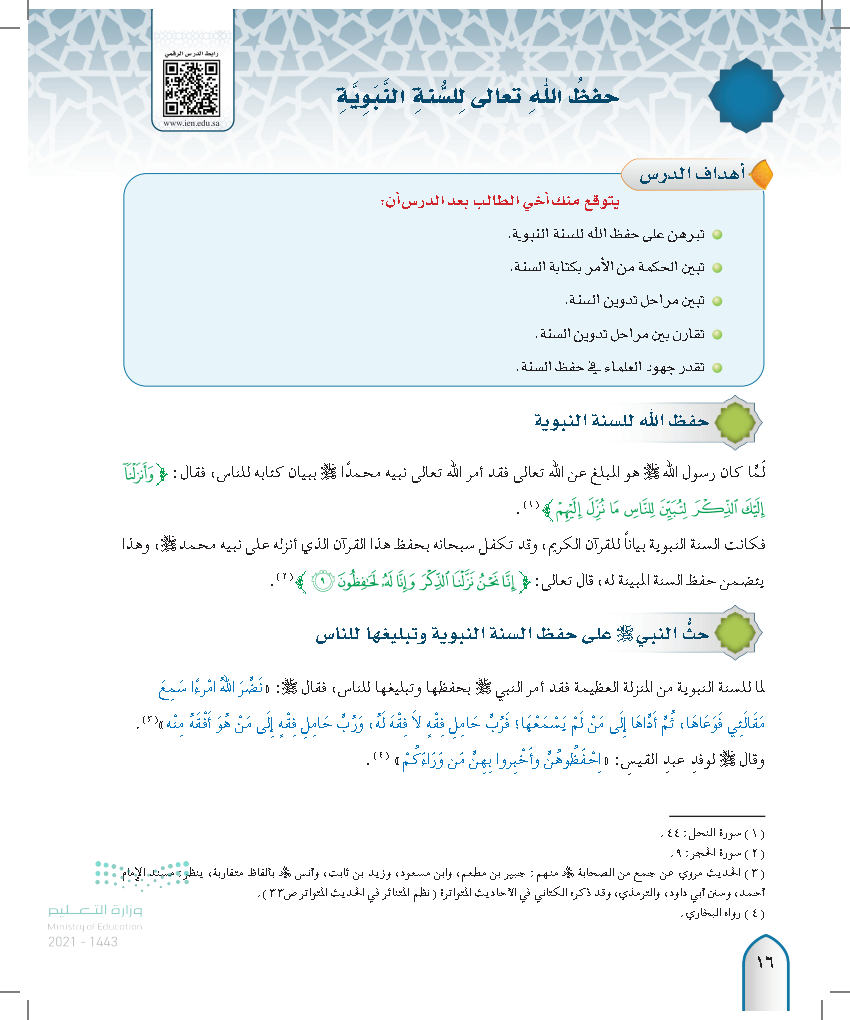 رابط الدرس الرقمي
www.ien.edu.sa
حفظُ اللهِ تعالى لِلسُّنةِ النَّبَوِيَّةِ
أهداف الدرس
يتوقع منك أخي الطالب بعد الدرس أن:
تبرهن على حفظ الله للسنة النبوية.
تبين الحكمة من الأمر بكتابة السنة.
تبين مراحل تدوين السنة.
تقارن بين مراحل تدوين السنة.
تقدر جهود العلماء في حفظ السنة.
حفظ الله للسنة النبوية
لَمَّا كان رسول الله ﷺ هو المبلغ عن الله تعالى فقد أمر الله تعالى نبيه محمدًا ﷺ ببيان كتابه للناس، فقال: ﴿وَأَنزَلْنَآ
إِلَيْكَ ٱلذِّكْرَ لِتُبَيِّنَ لِلنَّاسِ مَا نُزِّلَ إِلَيْهِمْ﴾(١).
فكانت السنة النبوية بياناً للقرآن الكريم، وقد تكفل سبحانه بحفظ هذا القرآن الذي أنزله على نبيه محمد ﷺ، وهذا
يتضمن حفظ السنة المبينة له، قال تعالى: ﴿إِنَّا نَحْنُ نَزَّلْنَا ٱلذِّكْرَ وَإِنَّا لَهُۥ لَحَٰفِظُونَ ٩﴾(٢).
حثُّ النبي ﷺ على حفظ السنة النبوية وتبليغها للناس
لما للسنة النبوية من المنزلة العظيمة فقد أمر النبي ﷺ بحفظها وتبليغها للناس، فقال ﷺ: «نَضَّرَ اللهُ امْرءًا سَمِعَ
مَقَالَتِي فَوَعَاهَا، ثُمَّ أَدَّاهَا إِلَى مَنْ لَمْ يَسْمَعْهَا؛ فَرُبَّ حَامِلِ فِقْهٍ لاَ فِقْهَ لَهُ، وَرُبَّ حَامِلِ فِقْهٍ إِلَى مَنْ هُوَ أَفْقَهُ مِنْه»(٣).
وقال ﷺ لوفدِ عبدِ القيسِ: «اِحْفَظُوهُنَّ وأَخْبِروا بِهِنَّ مَن وَرَاءَكُمْ»(٤).
(١) سورة النحل: ٤٤.
(٢) سورة الحجر: ٩.
(٣) الحديث مروي عن جمع من الصحابة ﷺ منهم: جبير بن مطعم، وابن مسعود، وزيد بن ثابت، وأنس ﷺ بألفاظ متقاربة، ينظر: مسند الإمام
أحمد، وسنن أبي داود، والترمذي، وقد ذكره الكتاني في الأحاديث المتواترة (نظم المتناثر في الحديث المتواتر ص٣٣).
(٤) رواه البخاري.
وزارة التعليم
Ministry of Education
2021 - 1443
١٦